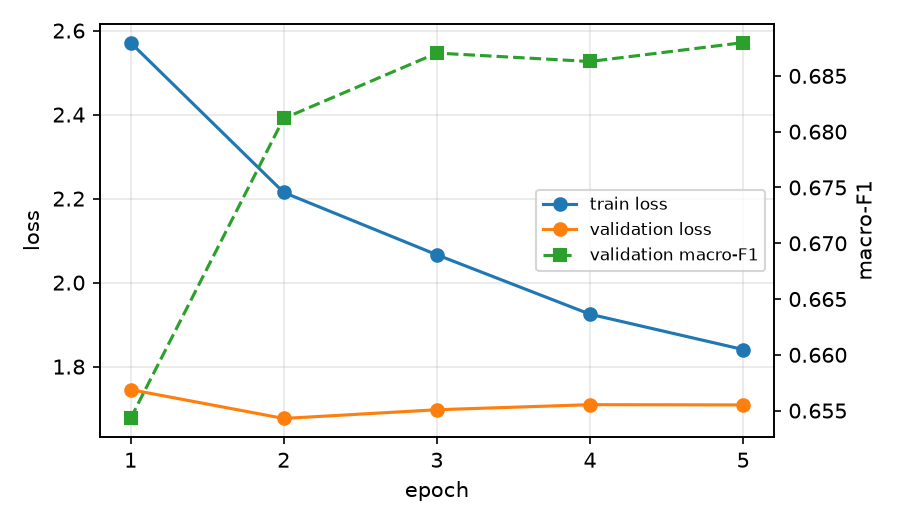 2.6
2.4
2.2
2.0
1.8
loss
0.685
0.680
0.675
0.670
0.665
0.660
0.655
macro-F1
train loss
validation loss
validation macro-F1
1 2 3 4 5
epoch